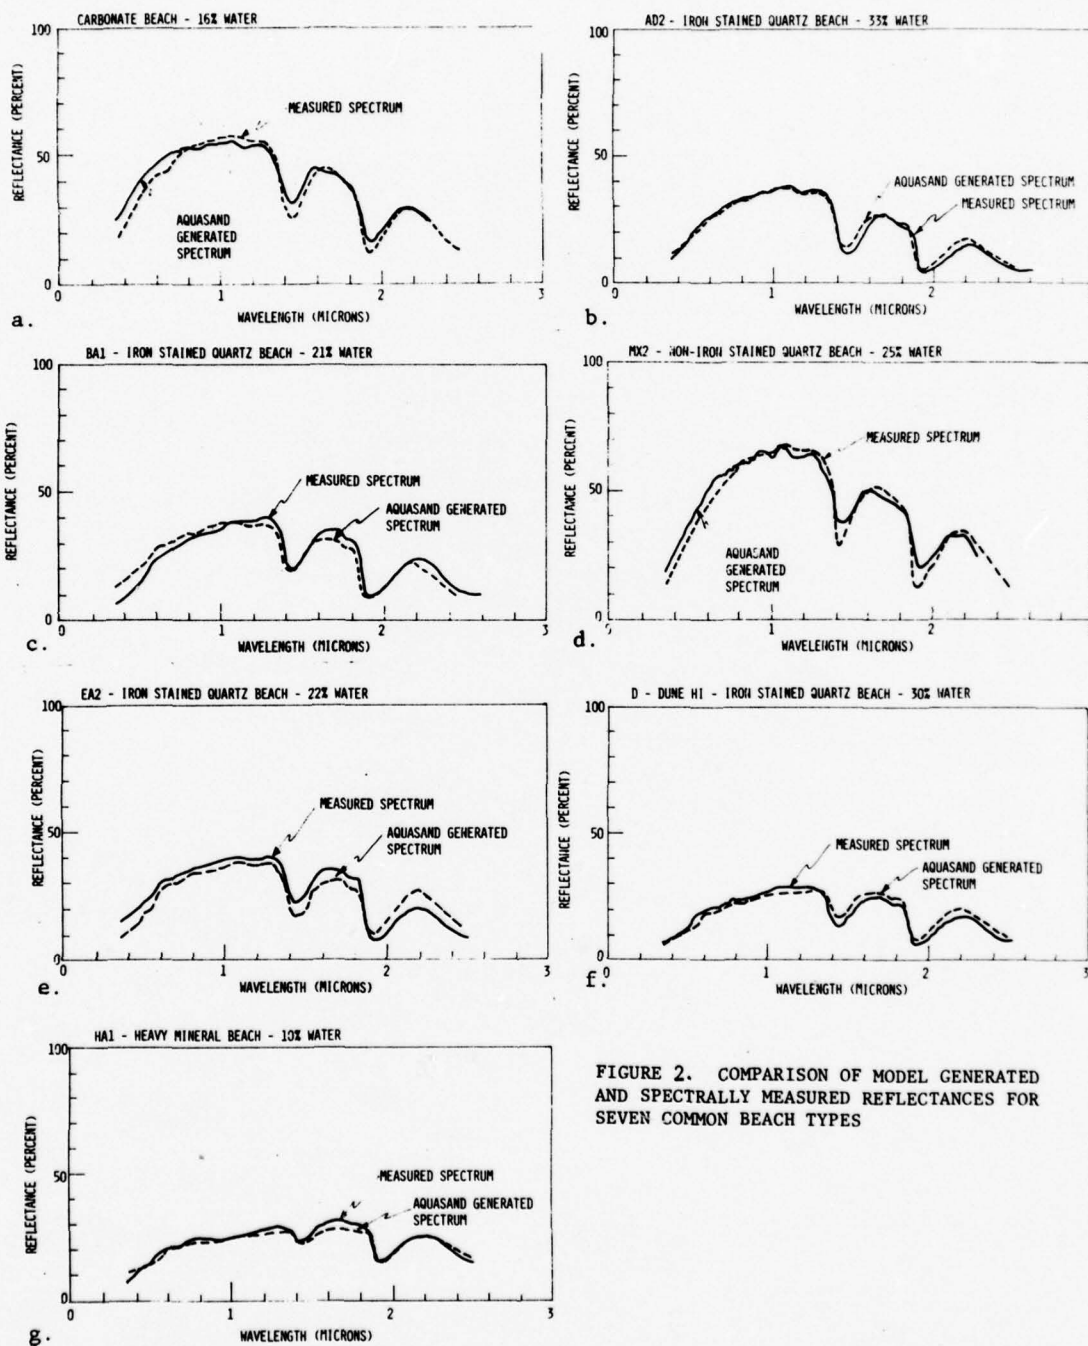 CARBONATE BEACH - 16% WATER
100
50
0
REFLECTANCE (PERCENT)
MEASURED SPECTRUM
AQUASAND
GENERATED
SPECTRUM
0 1 2 3
WAVELENGTH (MICRONS)
a.
AD2 - IRON STAINED QUARTZ BEACH - 33% WATER
100
50
0
REFLECTANCE (PERCENT)
AQUASAND GENERATED SPECTRUM
MEASURED SPECTRUM
0 1 2
WAVELENGTH (MICRONS)
b.
BA1 - IRON STAINED QUARTZ BEACH - 21% WATER
100
50
0
REFLECTANCE (PERCENT)
MEASURED SPECTRUM
AQUASAND GENERATED
SPECTRUM
0 1 2 3
WAVELENGTH (MICRONS)
c.
MX2 - NON-IRON STAINED QUARTZ BEACH - 25% WATER
100
50
0
REFLECTANCE (PERCENT)
MEASURED SPECTRUM
AQUASAND
GENERATED
SPECTRUM
1 2 3
WAVELENGTH (MICRONS)
d.
EA2 - IRON STAINED QUARTZ BEACH - 22% WATER
100
50
0
REFLECTANCE (PERCENT)
MEASURED SPECTRUM
AQUASAND GENERATED
SPECTRUM
0 1 2 3
WAVELENGTH (MICRONS)
e.
D - DUNE HI - IRON STAINED QUARTZ BEACH - 30% WATER
100
50
0
REFLECTANCE (PERCENT)
MEASURED SPECTRUM
AQUASAND GENERATED
SPECTRUM
0 1 2 3
WAVELENGTH (MICRONS)
f.
HA1 - HEAVY MINERAL BEACH - 10% WATER
100
50
0
REFLECTANCE (PERCENT)
MEASURED SPECTRUM
AQUASAND GENERATED
SPECTRUM
0 1 2 3
WAVELENGTH (MICRONS)
g.
FIGURE 2. COMPARISON OF MODEL GENERATED
AND SPECTRALLY MEASURED REFLECTANCES FOR
SEVEN COMMON BEACH TYPES